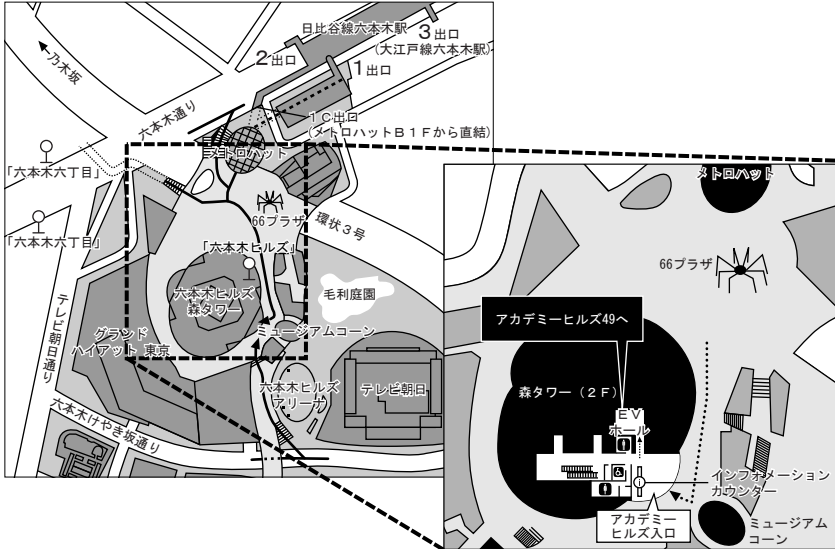 日比谷線六本木駅
3出口
(大江戸線六本木駅)
2出口
1出口
乃木坂
六本木通り
1C出口
(メトロハットB1Fから直結)
メトロハット
「六本木六丁目」
66プラザ
環状3号
「六本木六丁目」
「六本木ヒルズ」
六本木ヒルズ
森タワー
毛利庭園
テレビ朝日通り
グランド
ハイアット 東京
ミュージアムコーン
六本木ヒルズ
アリーナ
テレビ朝日
六本木けやき坂通り
メトロハット
66プラザ
アカデミーヒルズ49へ
森タワー(2F)
EV
ホール
インフォメーション
カウンター
アカデミー
ヒルズ入口
ミュージアム
コーン